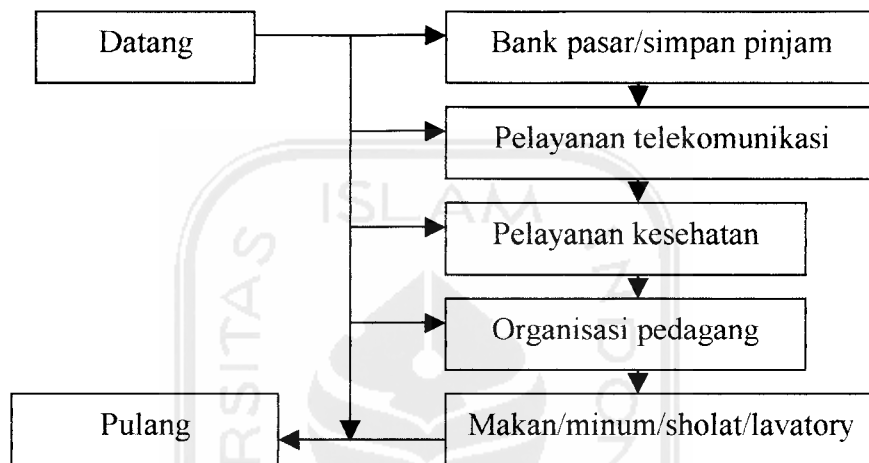 Datang
Bank pasar/simpan pinjam
Pelayanan telekomunikasi
ISLAM
Pelayanan kesehatan
Organisasi pedagang
Pulang
Makan/minum/sholat/lavatory